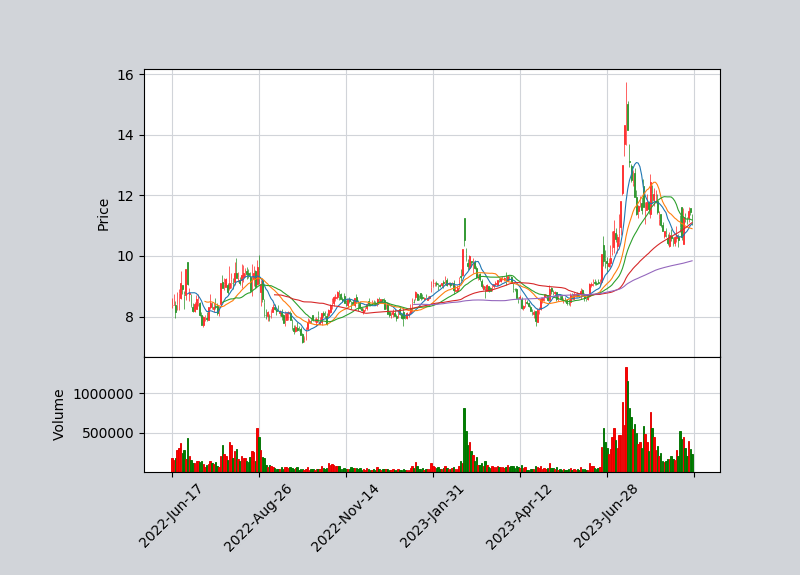 16
14
12
10
8
Price
1000000
500000
Volume
2022-Jun-17
2022-Aug-26
2022-Nov-14
2023-Jan-31
2023-Apr-12
2023-Jun-28